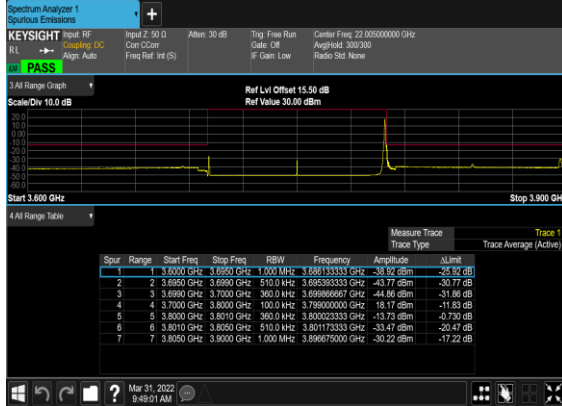 Spectrum Analyzer 1
Spurious Emissions
+
KEYSIGHT Input: RF Input Z: 50 Ω Atten: 30 dB Trig: Free Run Center Freq: 22.005000000 GHz
RL Coupling: DC Corr CCorr Gate: Off Avg|Hold: 300/300
Align: Auto Freq Ref: Int (S) IF Gain: Low Radio Std: None
PASS
3 All Range Graph Ref Lvl Offset 15.50 dB
Scale/Div 10.0 dB Ref Value 30.00 dBm
20.0
10.0
0.00
-10.0
-20.0
-30.0
-40.0
-50.0
-60.0
Start 3.600 GHz Stop 3.900 GH
4 All Range Table
Measure Trace Trace 1
Trace Type Trace Average (Active)
Spur Range Start Freq Stop Freq RBW Frequency Amplitude ΔLimit
1 1 3.6000 GHz 3.6950 GHz 1.000 MHz 3.686133333 GHz -38.92 dBm -25.92 dB
2 2 3.6950 GHz 3.6990 GHz 510.0 kHz 3.695393333 GHz -43.77 dBm -30.77 dB
3 3 3.6990 GHz 3.7000 GHz 360.0 kHz 3.699866667 GHz -44.86 dBm -31.86 dB
4 4 3.7000 GHz 3.8000 GHz 100.0 kHz 3.799000000 GHz 18.17 dBm -11.83 dB
5 5 3.8000 GHz 3.8010 GHz 360.0 kHz 3.800023333 GHz -13.73 dBm -0.730 dB
6 6 3.8010 GHz 3.8050 GHz 510.0 kHz 3.801173333 GHz -33.47 dBm -20.47 dB
7 7 3.8050 GHz 3.9000 GHz 1.000 MHz 3.896675000 GHz -30.22 dBm -17.22 dB
? Mar 31, 2022
9:49:01 AM